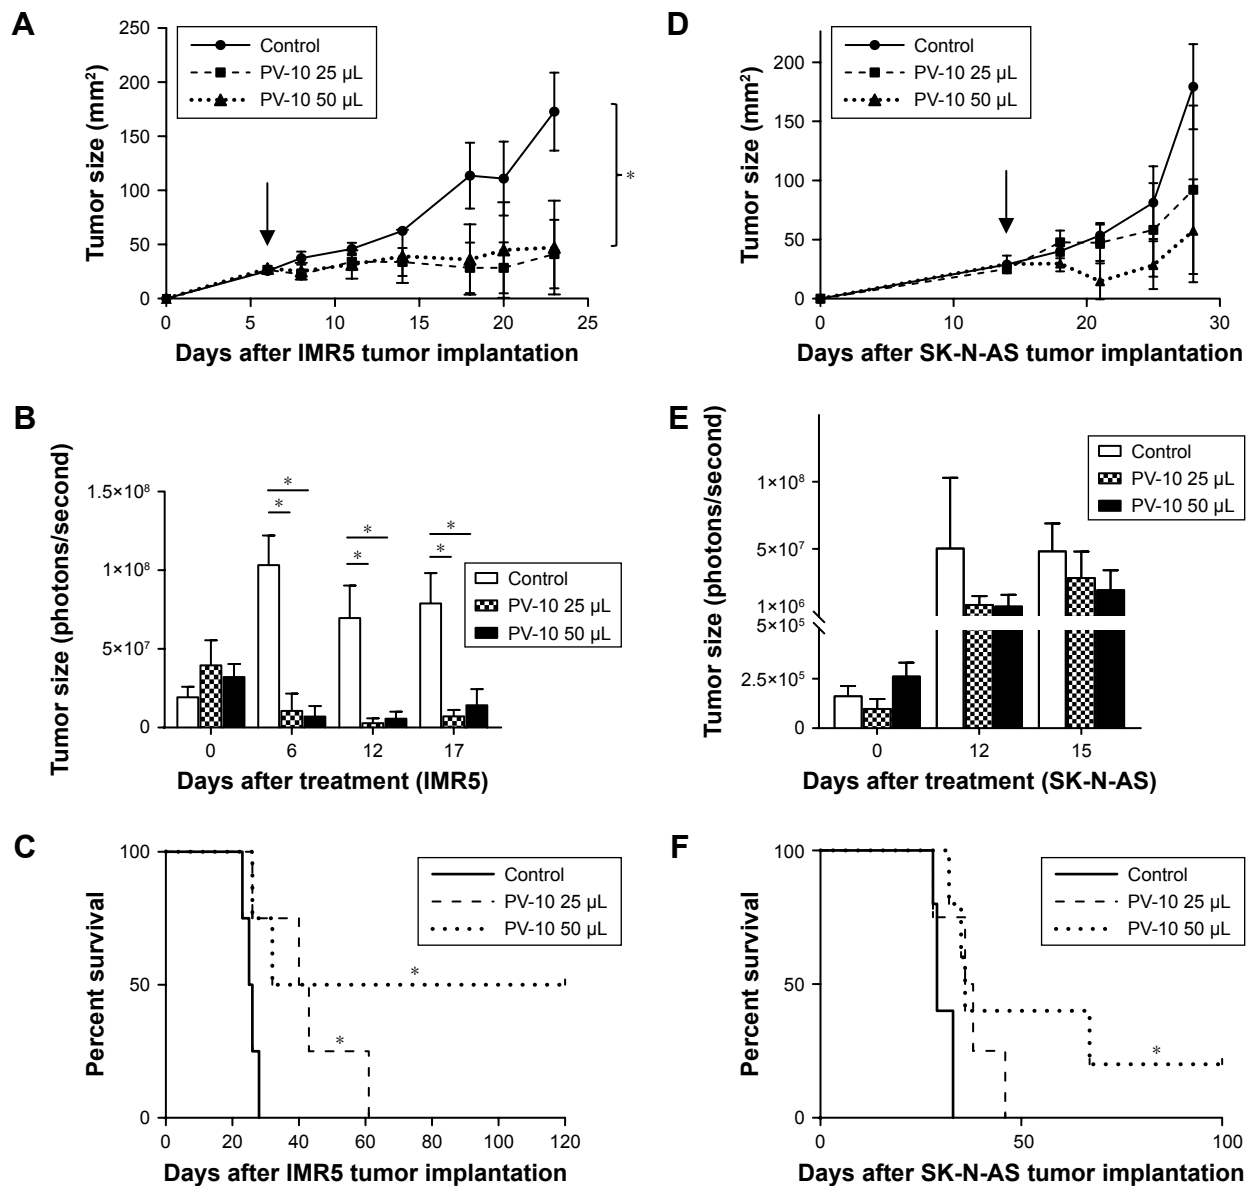 A
250
200
150
100
50
0
Tumor size (mm²)
Control
PV-10 25 µL
PV-10 50 µL
*
0 5 10 15 20 25
Days after IMR5 tumor implantation
D
200
150
100
50
0
Tumor size (mm²)
Control
PV-10 25 µL
PV-10 50 µL
0 10 20 30
Days after SK-N-AS tumor implantation
B
1.5×10⁸
1×10⁸
5×10⁷
0
Tumor size (photons/second)
* * * * * *
Control
PV-10 25 µL
PV-10 50 µL
0 6 12 17
Days after treatment (IMR5)
E
1×10⁸
5×10⁷
1×10⁶
5×10⁵
2.5×10⁵
0
Tumor size (photons/second)
Control
PV-10 25 µL
PV-10 50 µL
0 12 15
Days after treatment (SK-N-AS)
C
100
50
0
Percent survival
Control
PV-10 25 µL
PV-10 50 µL
*
*
0 20 40 60 80 100 120
Days after IMR5 tumor implantation
F
100
50
0
Percent survival
Control
PV-10 25 µL
PV-10 50 µL
*
0 50 100
Days after SK-N-AS tumor implantation